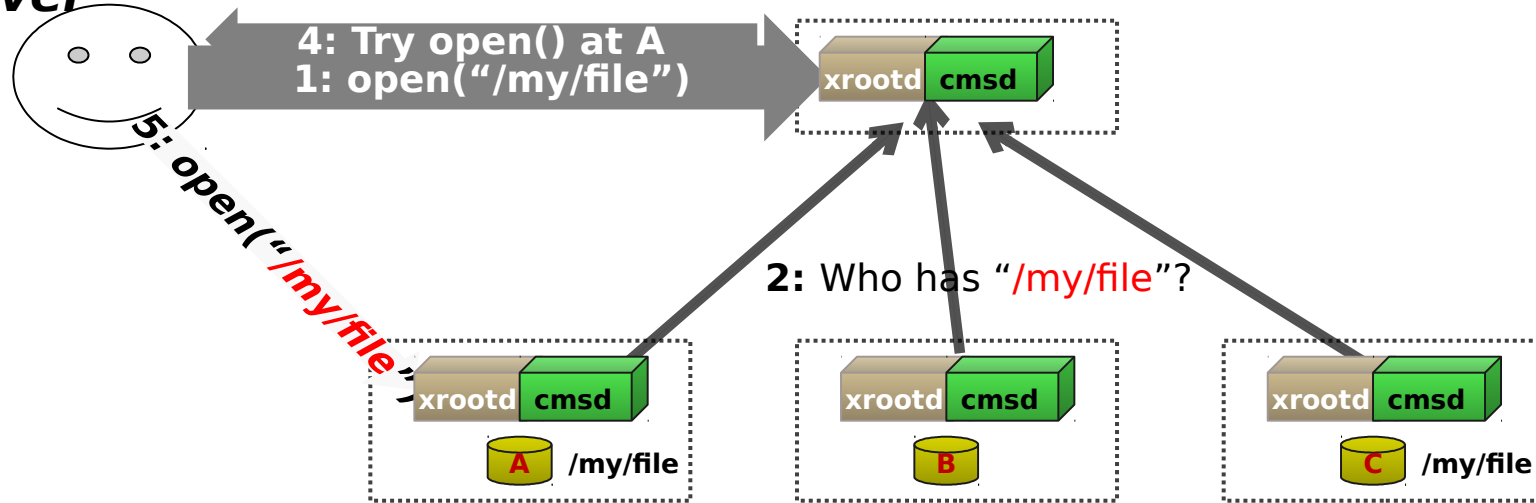 4: Try open() at A
1: open(“/my/file”)
xrootd cmsd
5: open(“/my/file”)
2: Who has “/my/file”?
xrootd cmsd
A /my/file
xrootd cmsd
B
xrootd cmsd
C /my/file